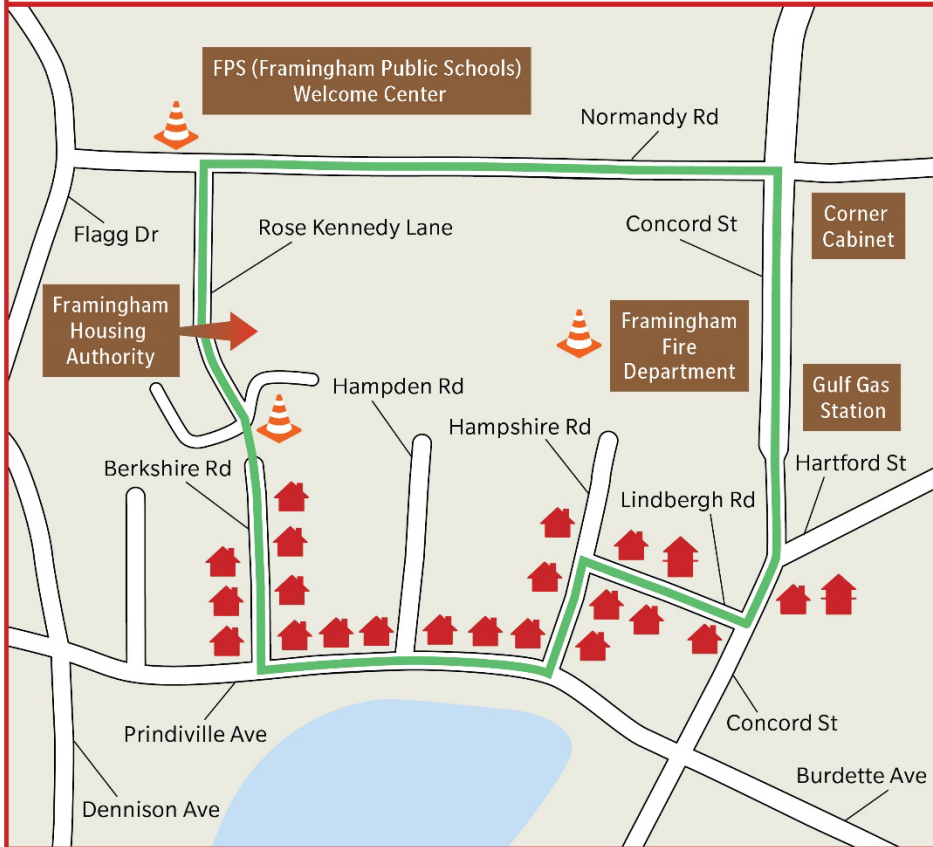 FPS (Framingham Public Schools)
Welcome Center
Normandy Rd
Flagg Dr
Rose Kennedy Lane
Concord St
Corner
Cabinet
Framingham
Housing
Authority
Framingham
Fire
Department
Hampden Rd
Gulf Gas
Station
Hampshire Rd
Berkshire Rd
Lindbergh Rd
Hartford St
Prindiville Ave
Concord St
Burdette Ave
Dennison Ave